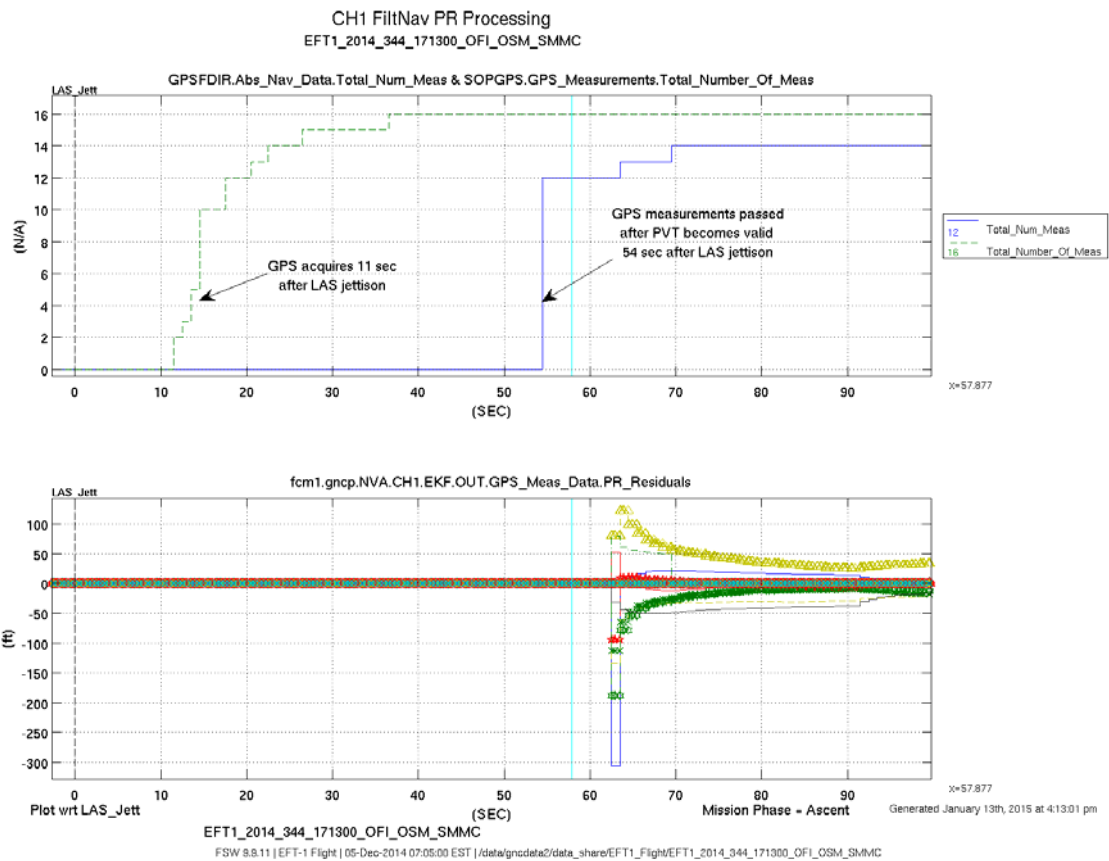 CH1 FiltNav PR Processing
EFT1_2014_344_171300_OFI_OSM_SMMC
GPSFDIR.Abs_Nav_Data.Total_Num_Meas & SOPGPS.GPS_Measurements.Total_Number_Of_Meas
LAS_Jett
16
14
12
10
8
6
4
2
0
(N/A)
GPS acquires 11 sec
after LAS jettison
GPS measurements passed
after PVT becomes valid
54 sec after LAS jettison
Total_Num_Meas
12
Total_Number_Of_Meas
16
0 10 20 30 40 50 60 70 80 90
(SEC)
X=57.877
fcm1.gncp.NVA.CH1.EKF.OUT.GPS_Meas_Data.PR_Residuals
LAS_Jett
100
50
0
-50
-100
-150
-200
-250
-300
(ft)
0 10 20 30 40 50 60 70 80 90
(SEC)
X=57.877
Plot wrt LAS_Jett
Mission Phase = Ascent
Generated January 13th, 2015 at 4:13:01 pm
EFT1_2014_344_171300_OFI_OSM_SMMC
FSW 9.8.11 | EFT-1 Flight | 05-Dec-2014 07:05:00 EST | /data/gncdata2/data_share/EFT1_Flight/EFT1_2014_344_171300_OFI_OSM_SMMC